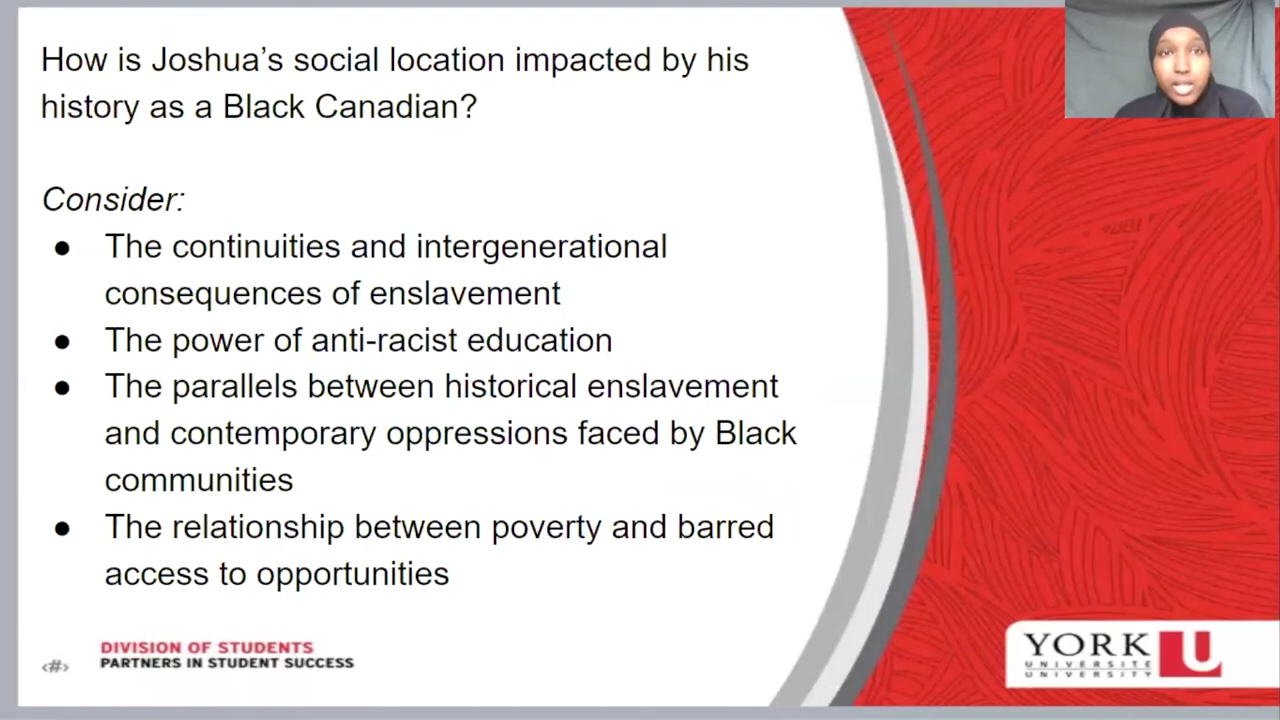 How is Joshua’s social location impacted by his
history as a Black Canadian?
Consider:
● The continuities and intergenerational
consequences of enslavement
● The power of anti-racist education
● The parallels between historical enslavement
and contemporary oppressions faced by Black
communities
● The relationship between poverty and barred
access to opportunities
‹#›
DIVISION OF STUDENTS
PARTNERS IN STUDENT SUCCESS
YORK U
UNIVERSITÉ
UNIVERSITY